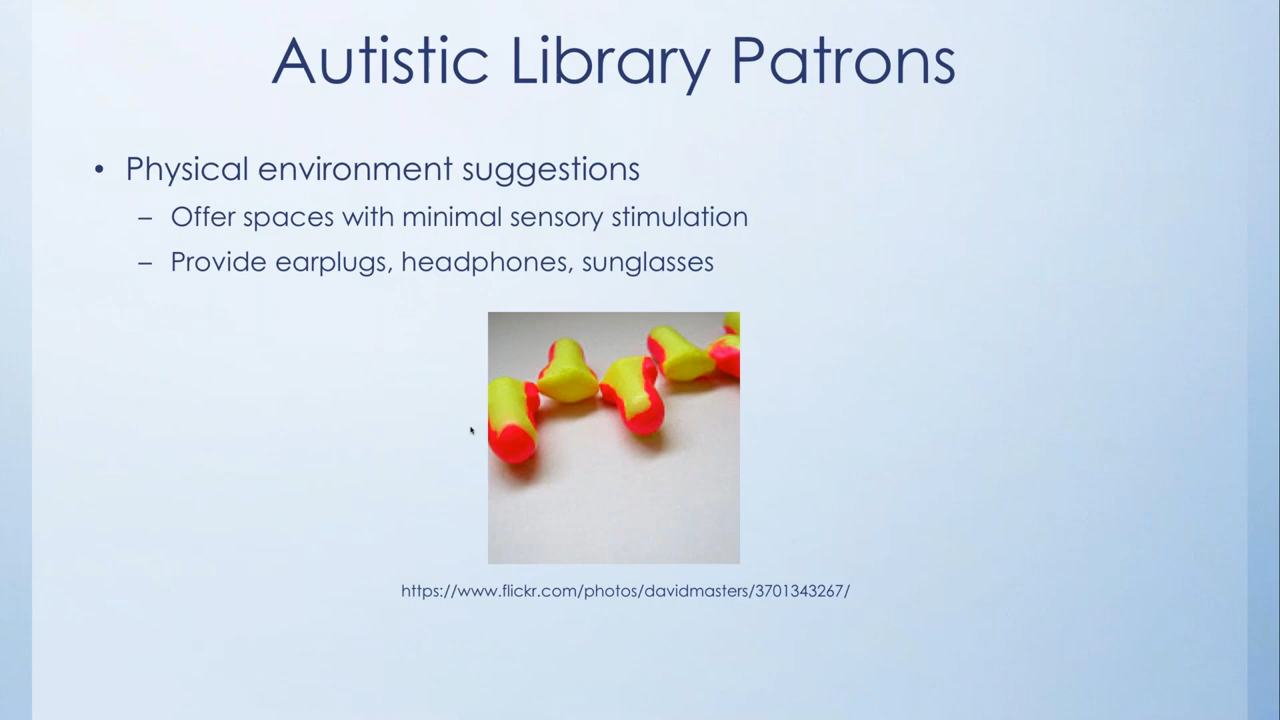 Autistic Library Patrons
• Physical environment suggestions
– Offer spaces with minimal sensory stimulation
– Provide earplugs, headphones, sunglasses
https://www.flickr.com/photos/davidmasters/3701343267/